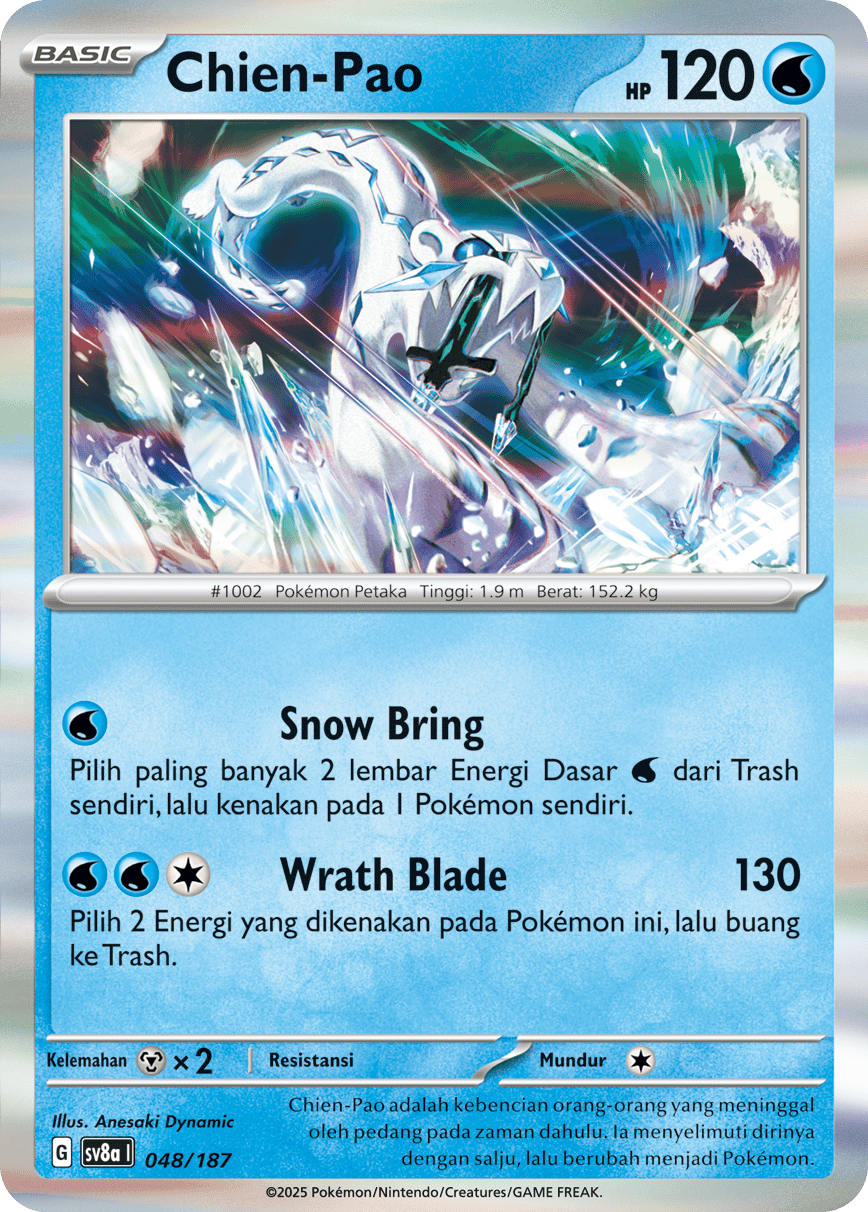 BASIC
Chien-Pao
HP 120
#1002 Pokémon Petaka Tinggi: 1.9 m Berat: 152.2 kg
Snow Bring
Pilih paling banyak 2 lembar Energi Dasar dari Trash
sendiri, lalu kenakan pada 1 Pokémon sendiri.
Wrath Blade 130
Pilih 2 Energi yang dikenakan pada Pokémon ini, lalu buang
ke Trash.
Kelemahan ×2 Resistansi Mundur
Illus. Anesaki Dynamic
G sv8a I 048/187
Chien-Pao adalah kebencian orang-orang yang meninggal
oleh pedang pada zaman dahulu. Ia menyelimuti dirinya
dengan salju, lalu berubah menjadi Pokémon.
©2025 Pokémon/Nintendo/Creatures/GAME FREAK.